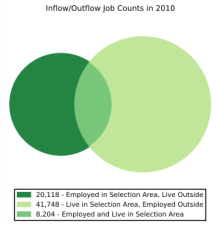 Inflow/Outflow Job Counts in 2010
20,118 - Employed in Selection Area, Live Outside
41,748 - Live in Selection Area, Employed Outside
8,204 - Employed and Live in Selection Area